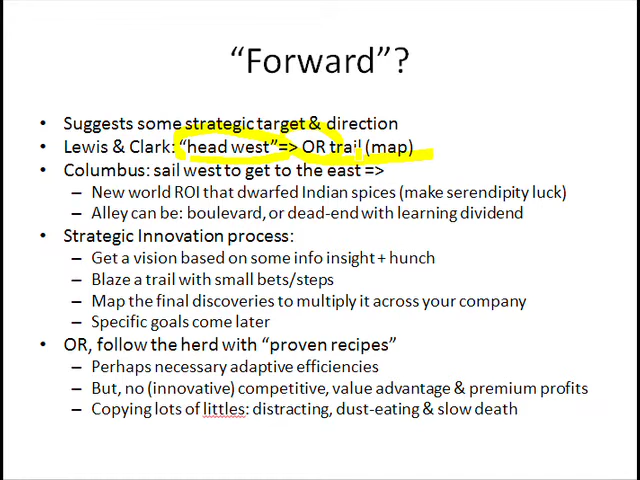 “Forward”?
• Suggests some strategic target & direction
• Lewis & Clark: “head west”=> OR trail (map)
• Columbus: sail west to get to the east =>
– New world ROI that dwarfed Indian spices (make serendipity luck)
– Alley can be: boulevard, or dead-end with learning dividend
• Strategic Innovation process:
– Get a vision based on some info insight + hunch
– Blaze a trail with small bets/steps
– Map the final discoveries to multiply it across your company
– Specific goals come later
• OR, follow the herd with “proven recipes”
– Perhaps necessary adaptive efficiencies
– But, no (innovative) competitive, value advantage & premium profits
– Copying lots of littles: distracting, dust-eating & slow death